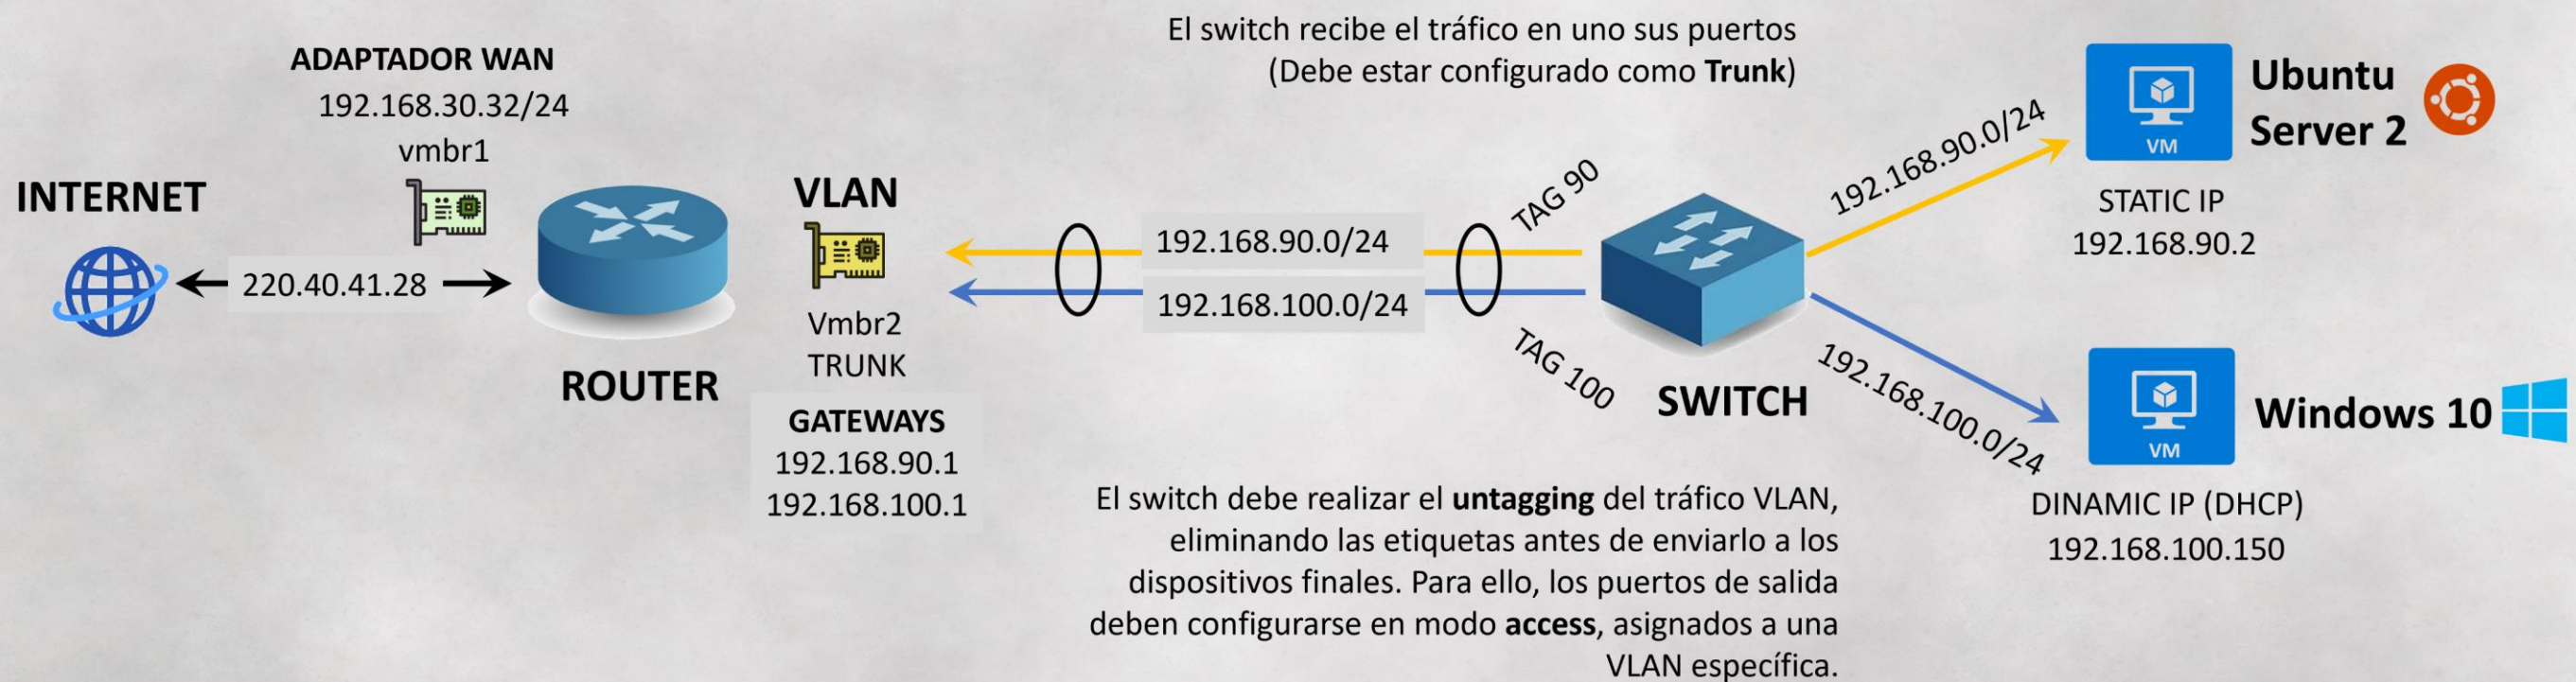 El switch recibe el tráfico en uno sus puertos
(Debe estar configurado como Trunk)
ADAPTADOR WAN
192.168.30.32/24
vmbr1
INTERNET
220.40.41.28
ROUTER
VLAN
Vmbr2
TRUNK
GATEWAYS
192.168.90.1
192.168.100.1
192.168.90.0/24
192.168.100.0/24
TAG 90
TAG 100
SWITCH
192.168.90.0/24
192.168.100.0/24
VM
Ubuntu
Server 2
STATIC IP
192.168.90.2
VM
Windows 10
DINAMIC IP (DHCP)
192.168.100.150
El switch debe realizar el untagging del tráfico VLAN,
eliminando las etiquetas antes de enviarlo a los
dispositivos finales. Para ello, los puertos de salida
deben configurarse en modo access, asignados a una
VLAN específica.